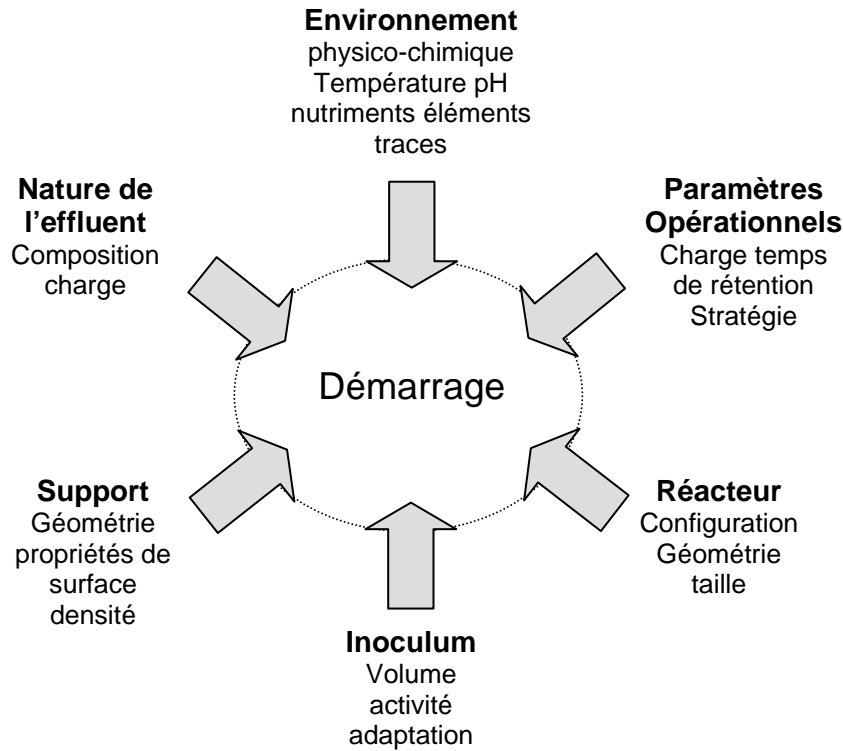 Environnement
physico-chimique
Température pH
nutriments éléments
traces
Nature de
l'effluent
Composition
charge
Paramètres
Opérationnels
Charge temps
de rétention
Stratégie
Démarrage
Support
Géométrie
propriétés de
surface
densité
Réacteur
Configuration
Géométrie
taille
Inoculum
Volume
activité
adaptation